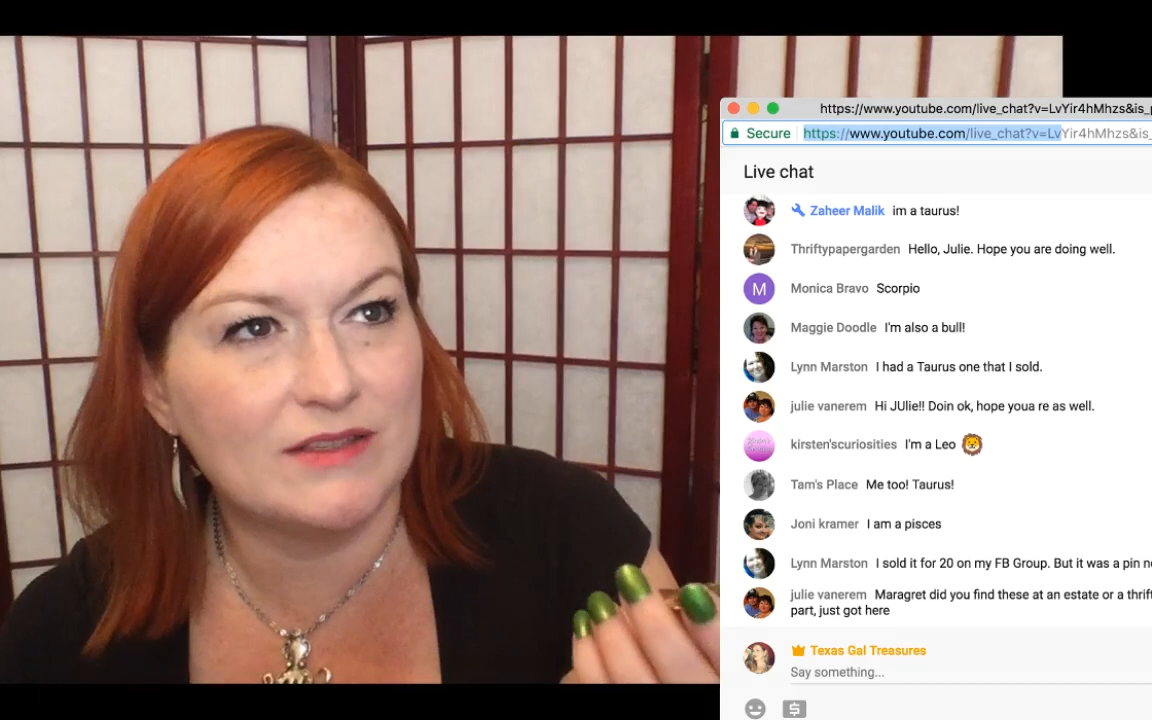 https://www.youtube.com/live_chat?v=LvYir4hMhzs&is_p
Secure https://www.youtube.com/live_chat?v=LvYir4hMhzs&is_
Live chat
Zaheer Malik im a taurus!
Thriftypapergarden Hello, Julie. Hope you are doing well.
M
Monica Bravo Scorpio
Maggie Doodle I'm also a bull!
Lynn Marston I had a Taurus one that I sold.
julie vanerem Hi JUlie!! Doin ok, hope youa re as well.
kirsten'scuriosities I'm a Leo 🦁
Tam's Place Me too! Taurus!
Joni kramer I am a pisces
Lynn Marston I sold it for 20 on my FB Group. But it was a pin
julie vanerem Maragret did you find these at an estate or a
part, just got here
Texas Gal Treasures
Say something...